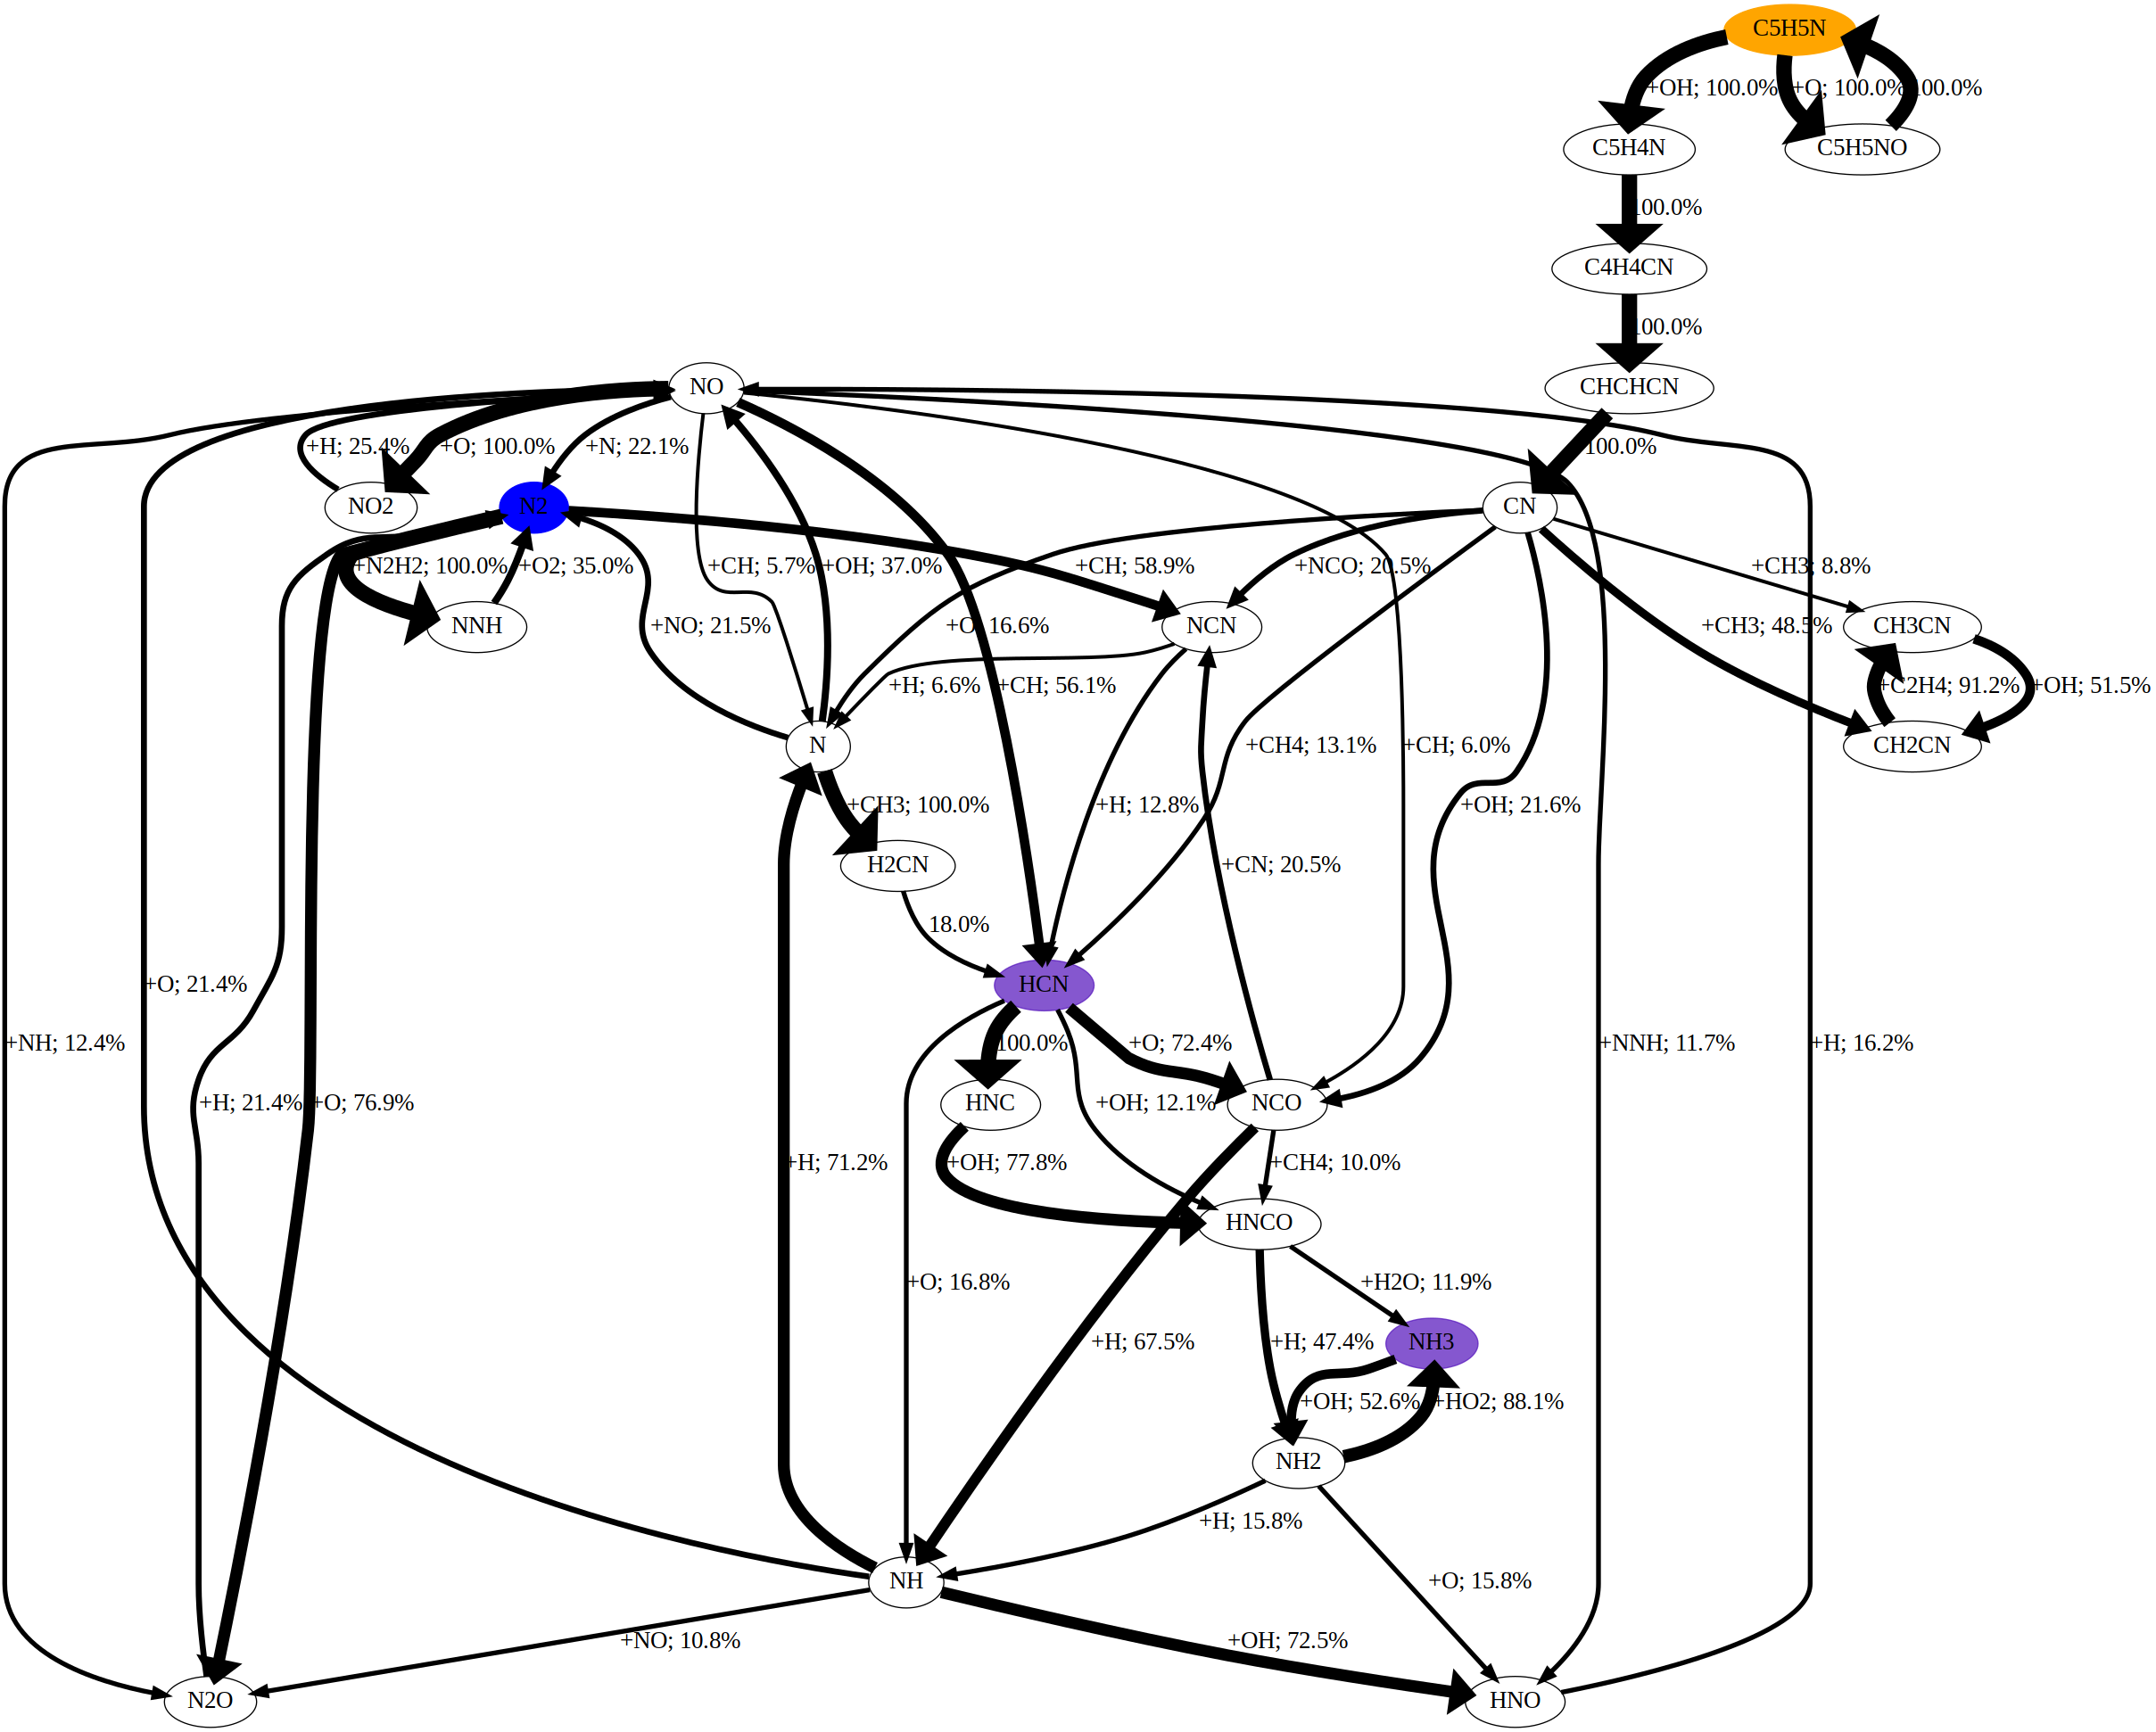 C5H5N
+OH; 100.0%
+O; 100.0%
100.0%
C5H4N
C5H5NO
100.0%
C4H4CN
100.0%
NO
CHCHCN
+H; 25.4%
+O; 100.0%
+N; 22.1%
100.0%
NO2
N2
CN
+N2H2; 100.0%
+O2; 35.0%
+CH; 5.7%
+OH; 37.0%
+CH; 58.9%
+NCO; 20.5%
+CH3; 8.8%
NNH
+NO; 21.5%
+O; 16.6%
NCN
+CH3; 48.5%
CH3CN
+H; 6.6%
+CH; 56.1%
+C2H4; 91.2%
+OH; 51.5%
N
+CH4; 13.1%
+CH; 6.0%
CH2CN
+CH3; 100.0%
+H; 12.8%
+OH; 21.6%
H2CN
+CN; 20.5%
18.0%
+O; 21.4%
HCN
+NH; 12.4%
100.0%
+O; 72.4%
+NNH; 11.7%
+H; 16.2%
+H; 21.4%
+O; 76.9%
HNC
+OH; 12.1%
NCO
+H; 71.2%
+OH; 77.8%
+CH4; 10.0%
HNCO
+O; 16.8%
+H2O; 11.9%
+H; 67.5%
+H; 47.4%
NH3
+OH; 52.6%
+HO2; 88.1%
NH2
+H; 15.8%
NH
+O; 15.8%
+NO; 10.8%
+OH; 72.5%
N2O
HNO